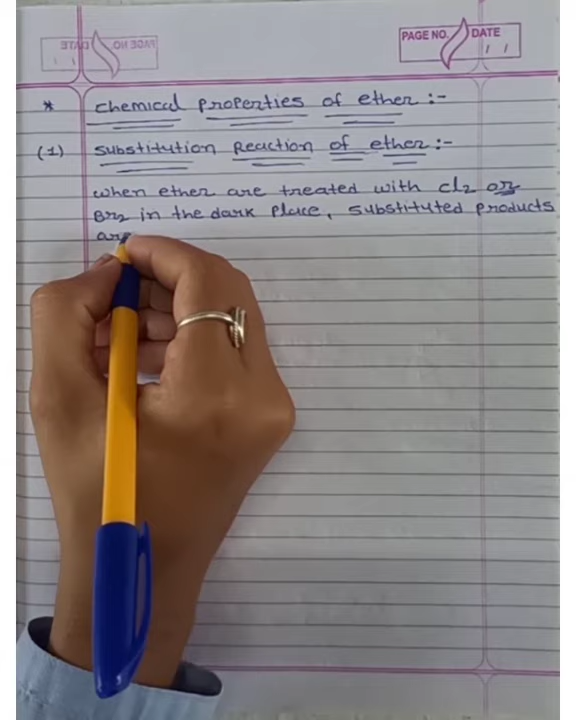 PAGE NO. DATE
* Chemical Properties of ether :-
(1) Substitution Reaction of ether :-
when ether are treated with cl2 or
Br2 in the dark place, substituted products
are